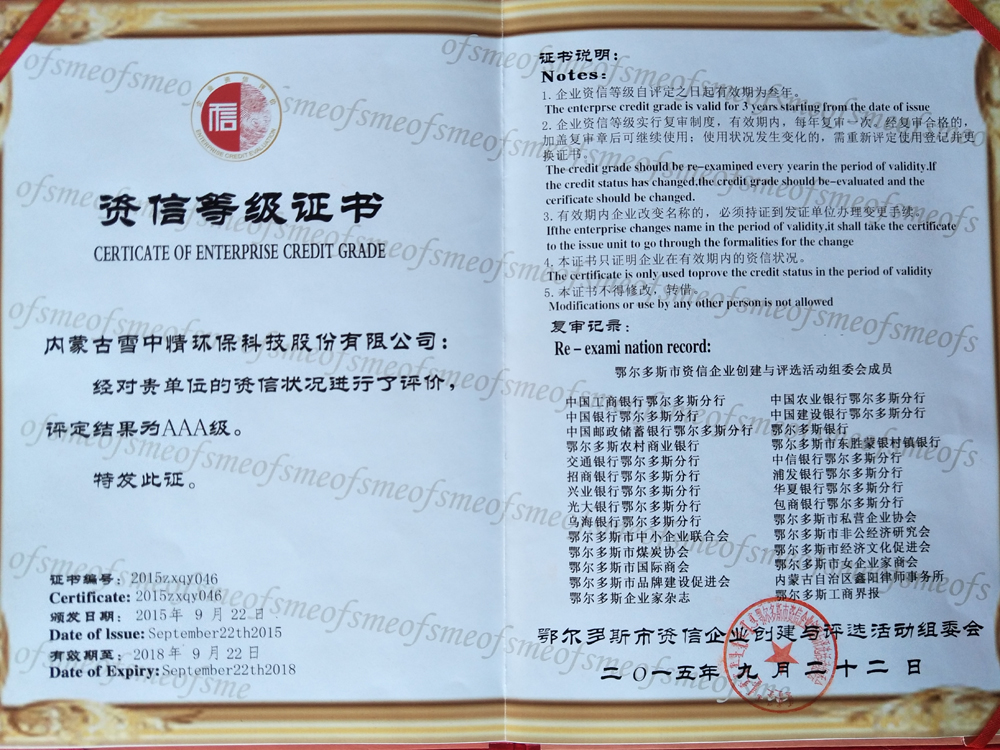 信
ENTERPRISE CREDIT EVALUATION
资信等级证书
CERTICATE OF ENTERPRISE CREDIT GRADE
内蒙古雪中情环保科技股份有限公司：
经对贵单位的资信状况进行了评价，
评定结果为AAA级。
特发此证。
证书编号：2015zxqy046
Certificate: 2015zxqy046
颁发日期：2015年 9 月 22 日
Date of lssue: September22th2015
有效期至：2018年 9 月 22 日
Date of Expiry: September22th2018
证书说明：
Notes:
1. 企业资信等级自评定之日起有效期为叁年。
The enterprse credit grade is valid for 3 years starting from the date of issue
2. 企业资信等级实行复审制度，有效期内，每年复审一次、经复审合格的，
加盖复审章后可继续使用；使用状况发生变化的，需重新评定使用登记并更
换证书。
The credit grade should be re-examined every yearin the period of validity.If
the credit status has changed.the credit grade should be-evaluated and the
cerificate should be changed.
3. 有效期内企业改变名称的，必须持证到发证单位办理变更手续。
Ifthe enterprise changes name in the period of validity,it shall take the certificate
to the issue unit to go through the formalities for the change
4. 本证书只证明企业在有效期内的资信状况。
The certificate is only used toprove the credit status in the period of validity
5. 本证书不得修改，转借。
Modifications or use by any other person is not allowed
复审记录：
Re-exami nation record:
鄂尔多斯市资信企业创建与评选活动组委会成员
中国工商银行鄂尔多斯分行 中国农业银行鄂尔多斯分行
中国银行鄂尔多斯分行 中国建设银行鄂尔多斯分行
中国邮政储蓄银行鄂尔多斯分行 鄂尔多斯银行
鄂尔多斯农村商业银行 鄂尔多斯市东胜蒙银村镇银行
交通银行鄂尔多斯分行 中信银行鄂尔多斯分行
招商银行鄂尔多斯分行 浦发银行鄂尔多斯分行
兴业银行鄂尔多斯分行 华夏银行鄂尔多斯分行
光大银行鄂尔多斯分行 包商银行鄂尔多斯分行
乌海银行鄂尔多斯分行 鄂尔多斯市私营企业协会
鄂尔多斯市中小企业联合会 鄂尔多斯市非公经济研究会
鄂尔多斯市煤炭协会 鄂尔多斯市经济文化促进会
鄂尔多斯市国际商会 鄂尔多斯市女企业家商会
鄂尔多斯市品牌建设促进会 内蒙古自治区鑫阳律师事务所
鄂尔多斯企业家杂志 鄂尔多斯工商界报
鄂尔多斯市资信企业创建与评选活动组委会
二〇一五年 九 月 二十二 日